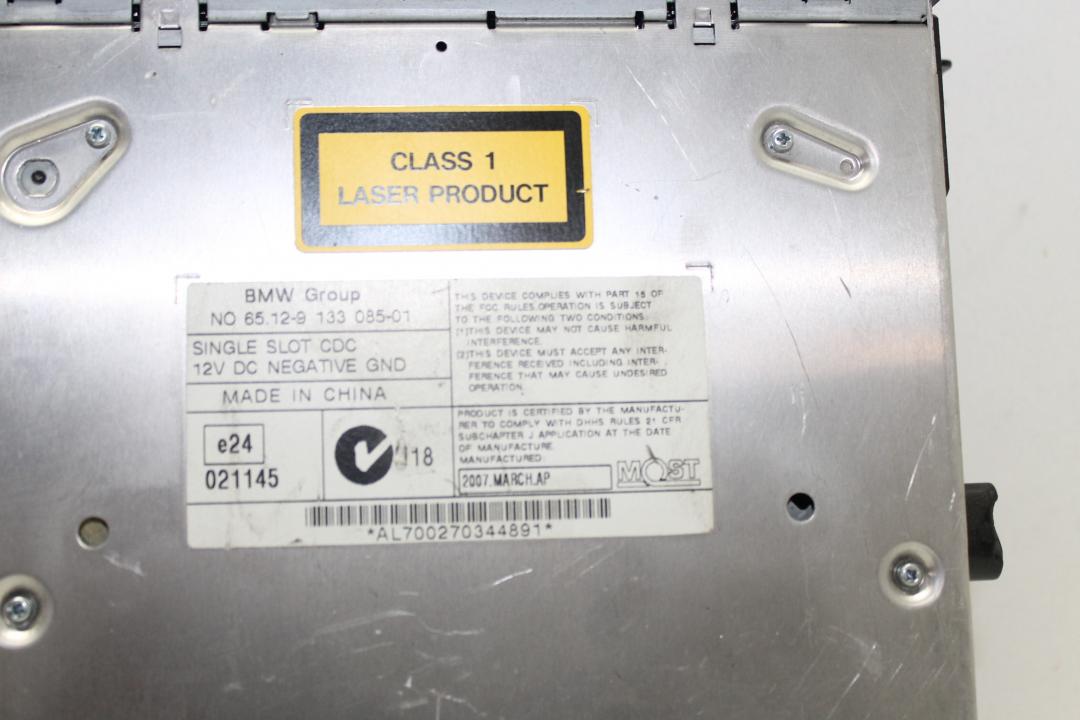 CLASS 1
LASER PRODUCT
BMW Group
NO 65.12-9 133 085-01
SINGLE SLOT CDC
12V DC NEGATIVE GND
MADE IN CHINA
e24
021145
18
THIS DEVICE COMPLIES WITH PART 15 OF
THE FCC RULES.OPERATION IS SUBJECT
TO THE FOLLOWING TWO CONDITIONS:
(1)THIS DEVICE MAY NOT CAUSE HARMFUL
INTERFERENCE.
(2)THIS DEVICE MUST ACCEPT ANY INTER-
FERENCE RECEIVED INCLUDING INTER-
FERENCE THAT MAY CAUSE UNDESIRED
OPERATION.
PRODUCT IS CERTIFIED BY THE MANUFACTU-
RER TO COMPLY WITH DHHS RULES 21 CFR
SUBCHAPTER J APPLICATION AT THE DATE
OF MANUFACTURE.
MANUFACTURED:
2007.MARCH.AP
MOST
*AL700270344891*